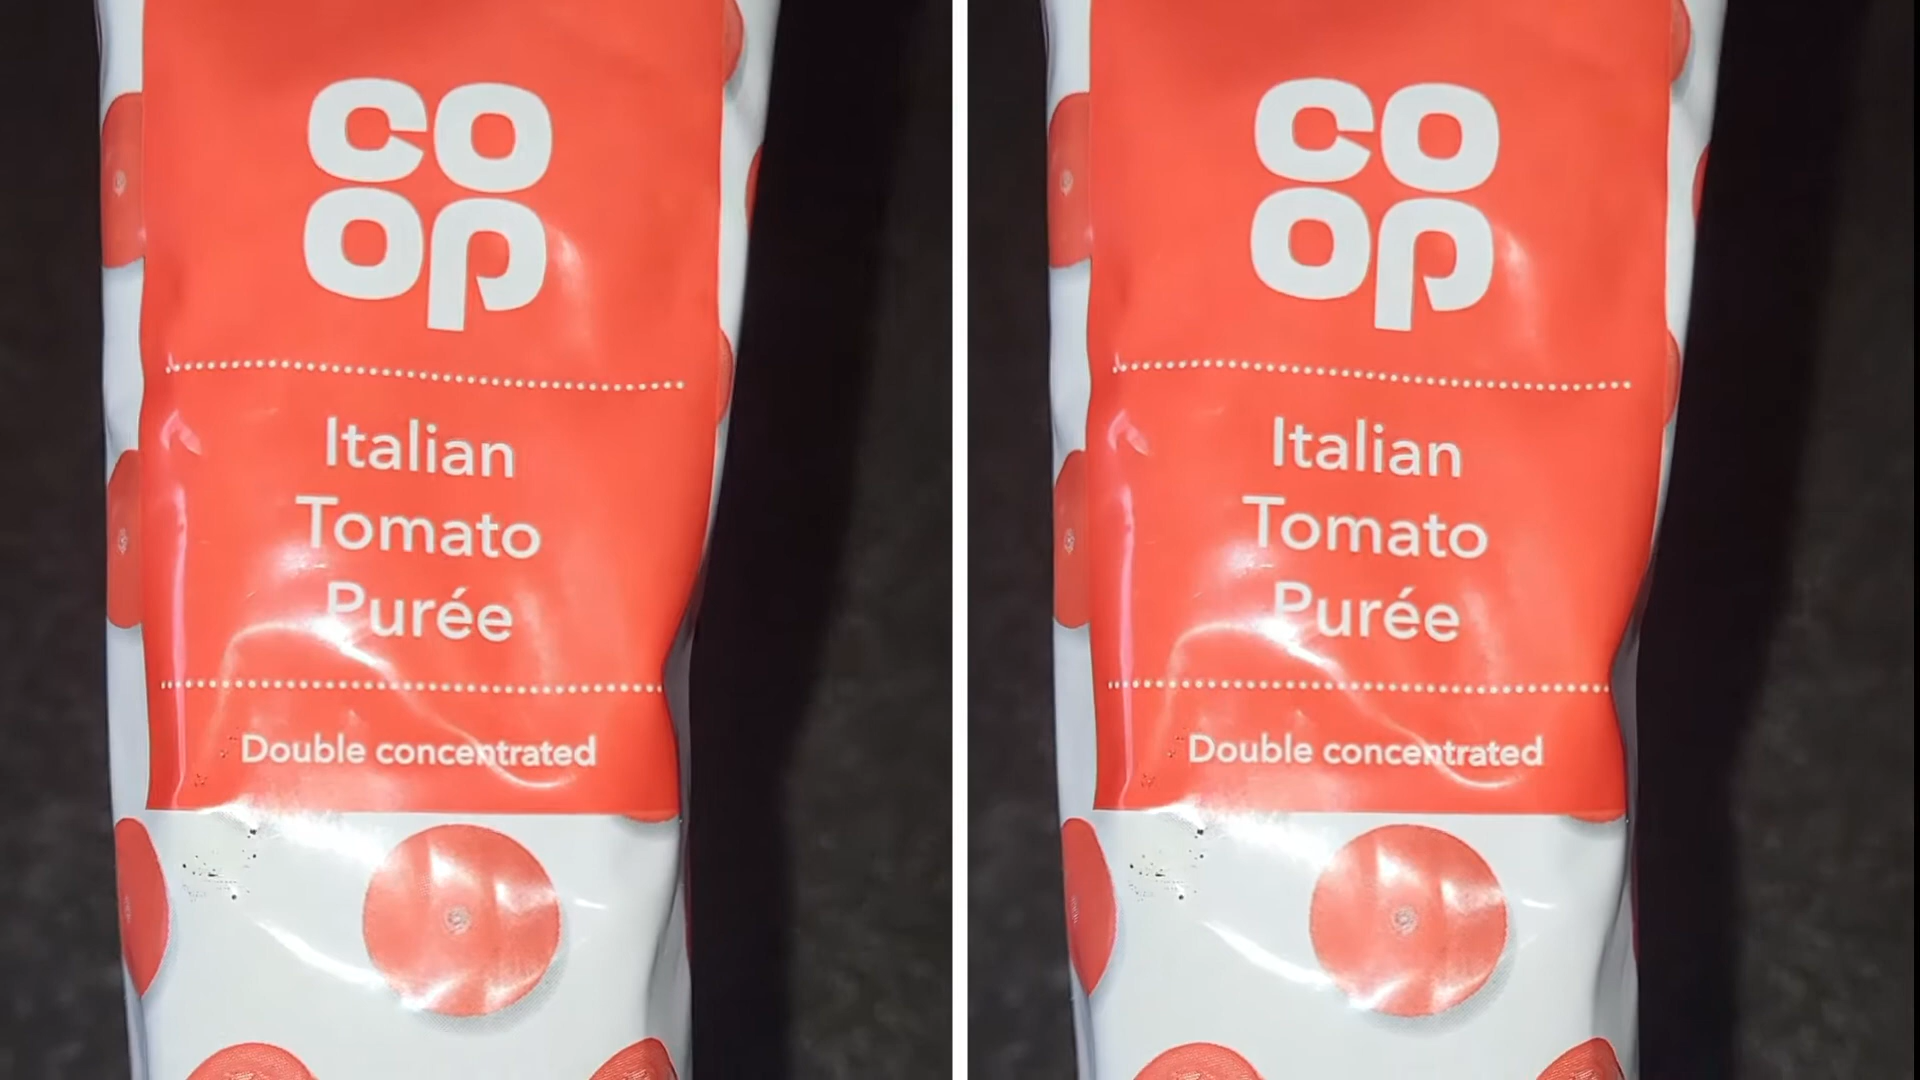 co
op
Italian
Tomato
Purée
Double concentrated
co
op
Italian
Tomato
Purée
Double concentrated